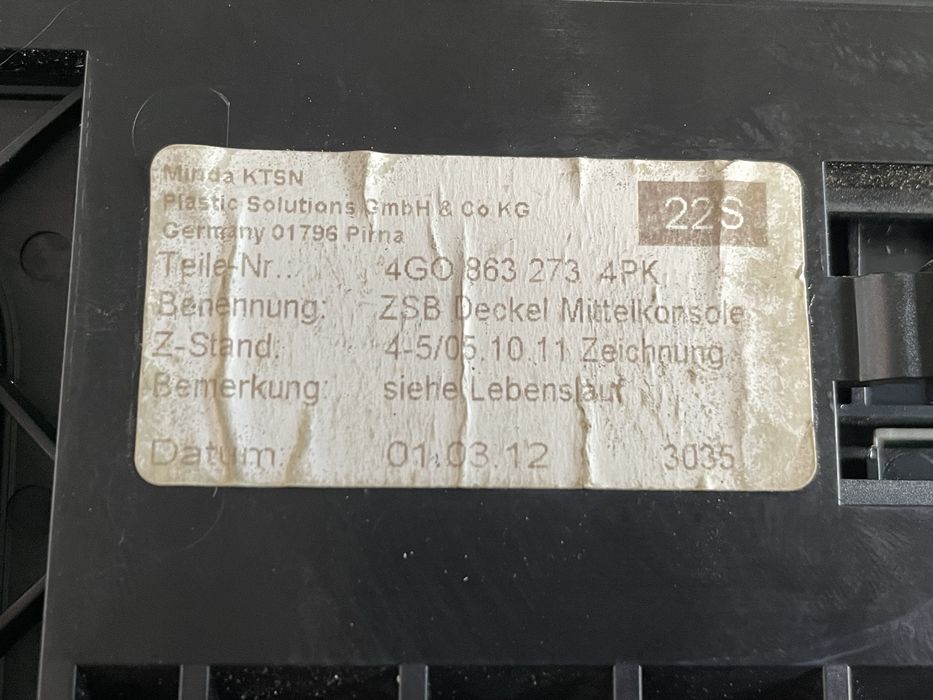 Minda KTSN
Plastic Solutions GmbH & Co KG
Germany 01796 Pirna
22S
Teile-Nr.: 4GO 863 273 4PK
Benennung: ZSB Deckel Mittelkonsole
Z-Stand: 4-5/05.10.11 Zeichnung
Bemerkung: siehe Lebenslauf
Datum: 01.03.12 3035